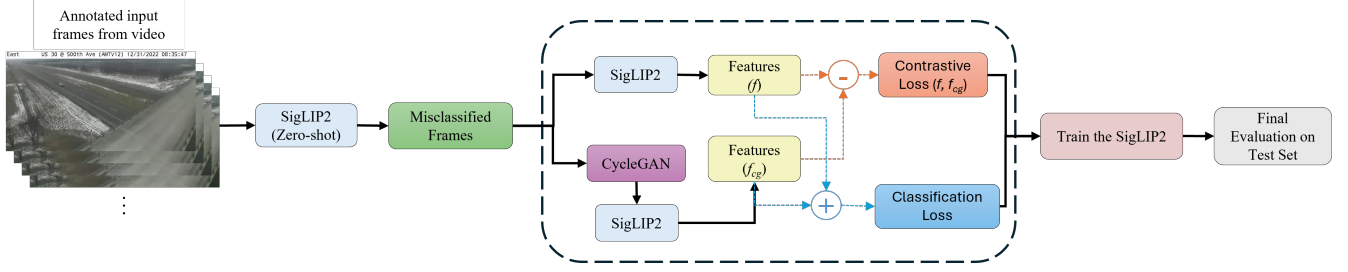 Annotated input
frames from video
East US 30 @ 500th Ave (AWTV12) 12/31/2022 08:35:47
SigLIP2
(Zero-shot)
Misclassified
Frames
SigLIP2
Features
(f)
-
Contrastive
Loss (f, fcg)
CycleGAN
SigLIP2
Features
(fcg)
+
Classification
Loss
Train the SigLIP2
Final
Evaluation on
Test Set